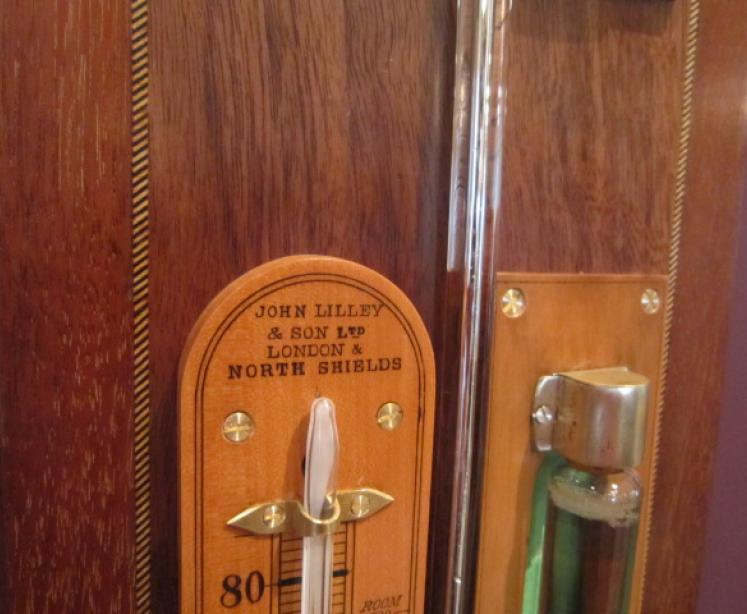 JOHN LILLEY
& SON LTD
LONDON &
NORTH SHIELDS
80
ROOM